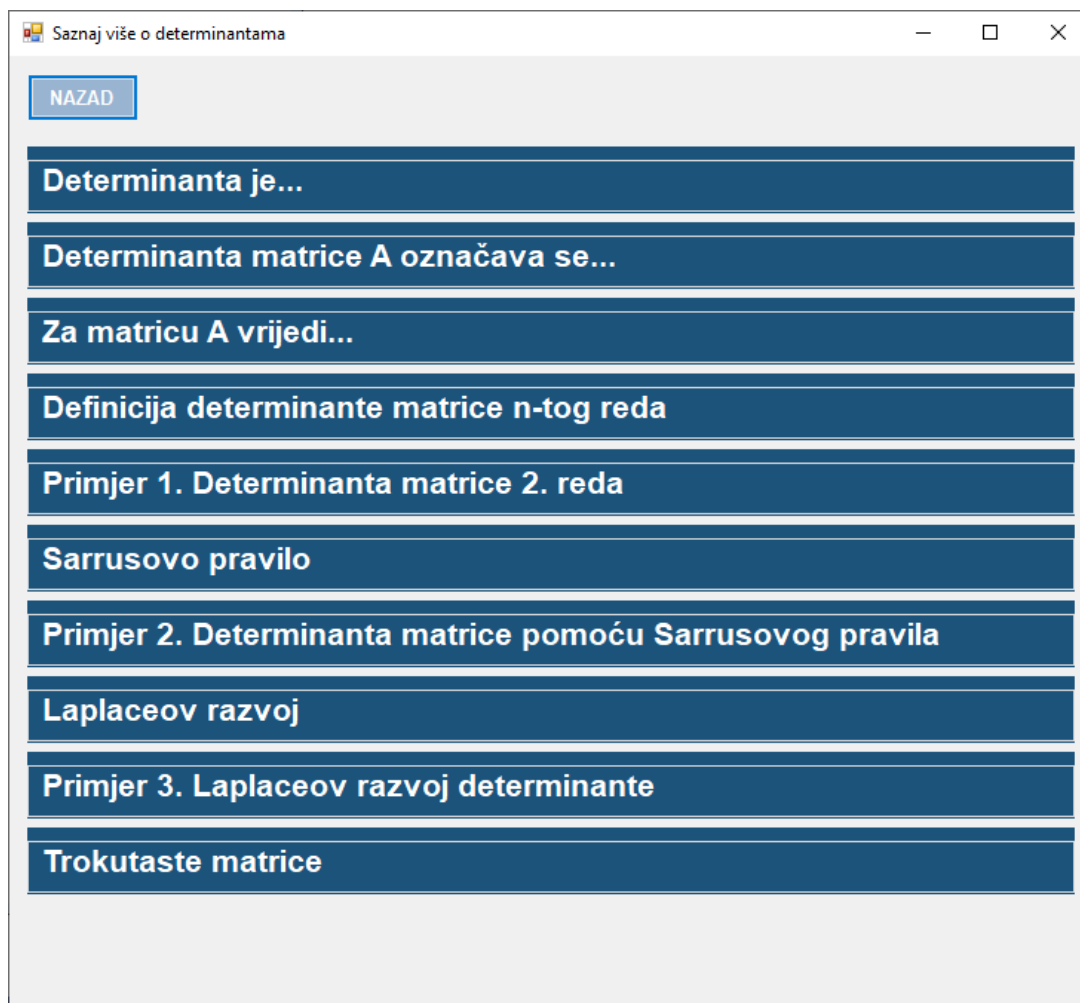 Saznaj više o determinantama
NAZAD
Determinanta je...
Determinanta matrice A označava se...
Za matricu A vrijedi...
Definicija determinante matrice n-tog reda
Primjer 1. Determinanta matrice 2. reda
Sarrusovo pravilo
Primjer 2. Determinanta matrice pomoću Sarrusovog pravila
Laplaceov razvoj
Primjer 3. Laplaceov razvoj determinante
Trokutaste matrice